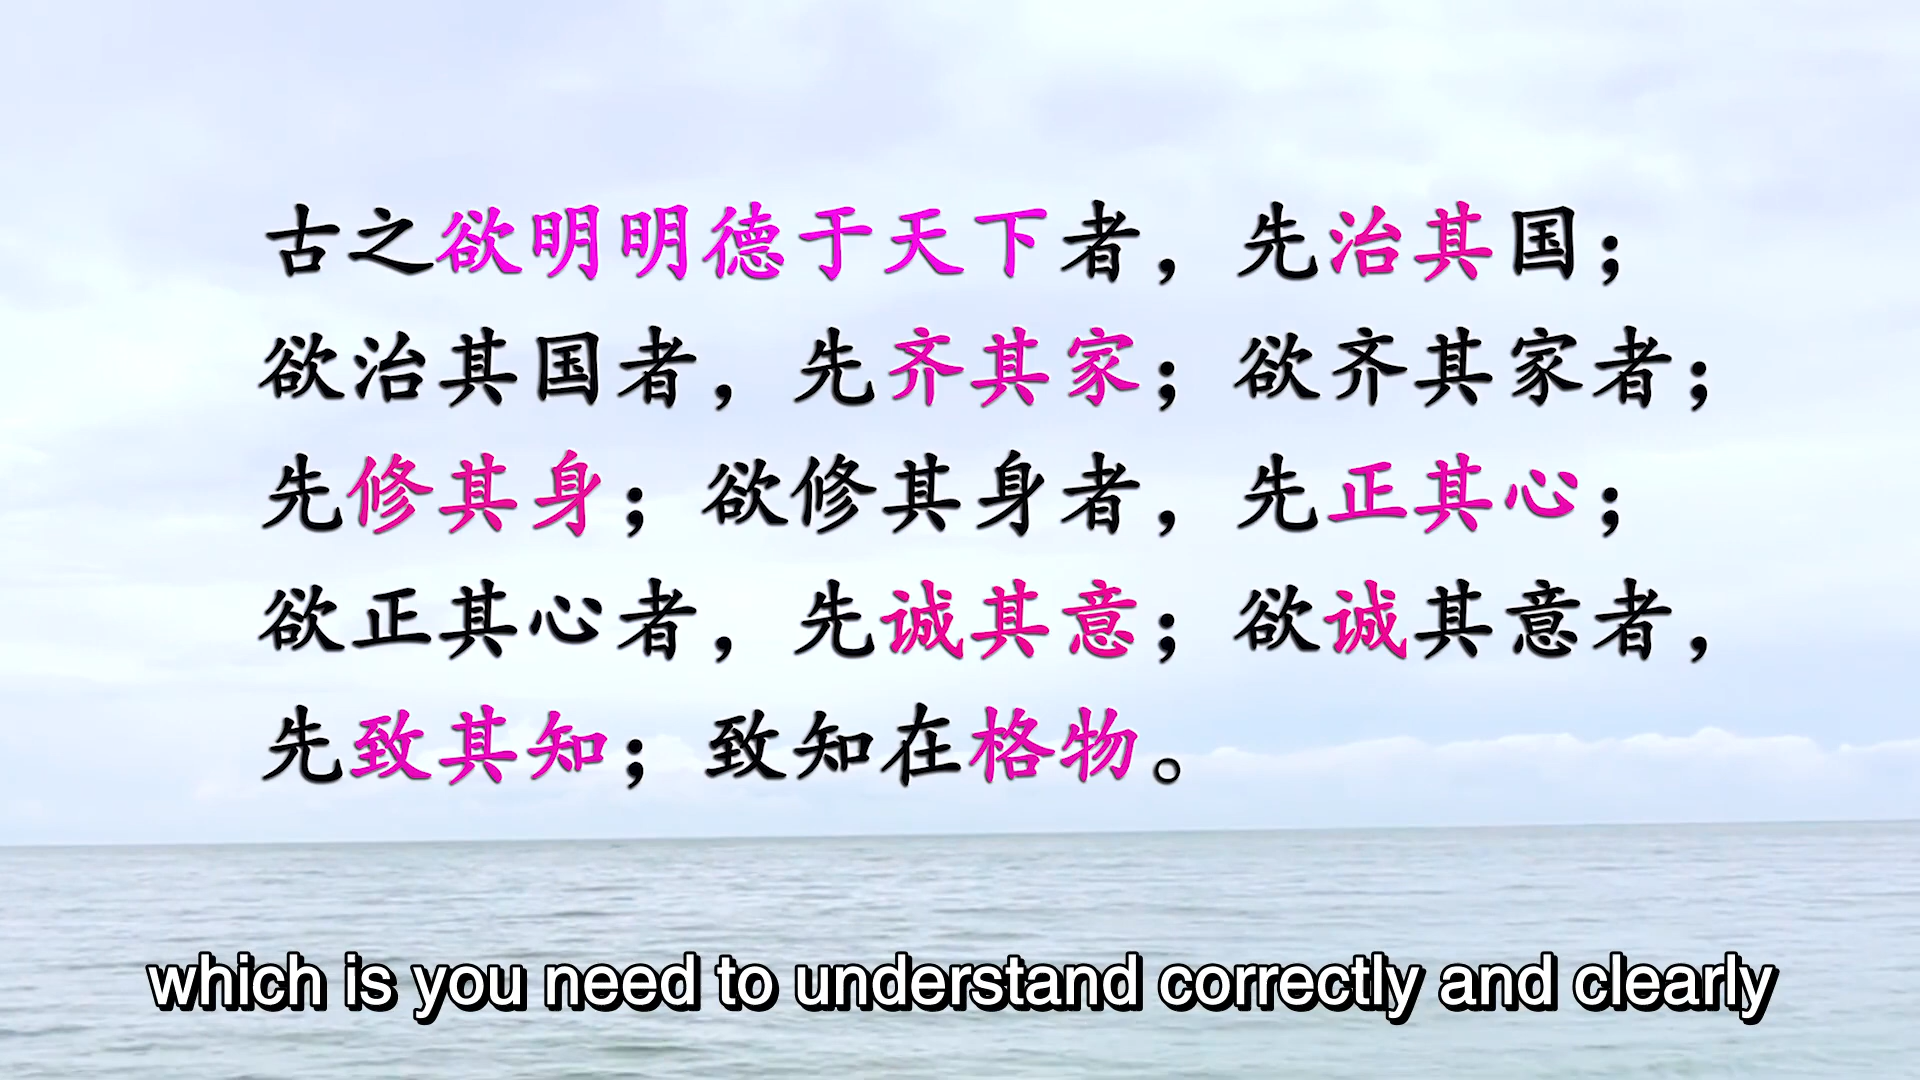 古之欲明明德于天下者，先治其国；
欲治其国者，先齐其家；欲齐其家者；
先修其身；欲修其身者，先正其心；
欲正其心者，先诚其意；欲诚其意者，
先致其知；致知在格物。
which is you need to understand correctly and clearly